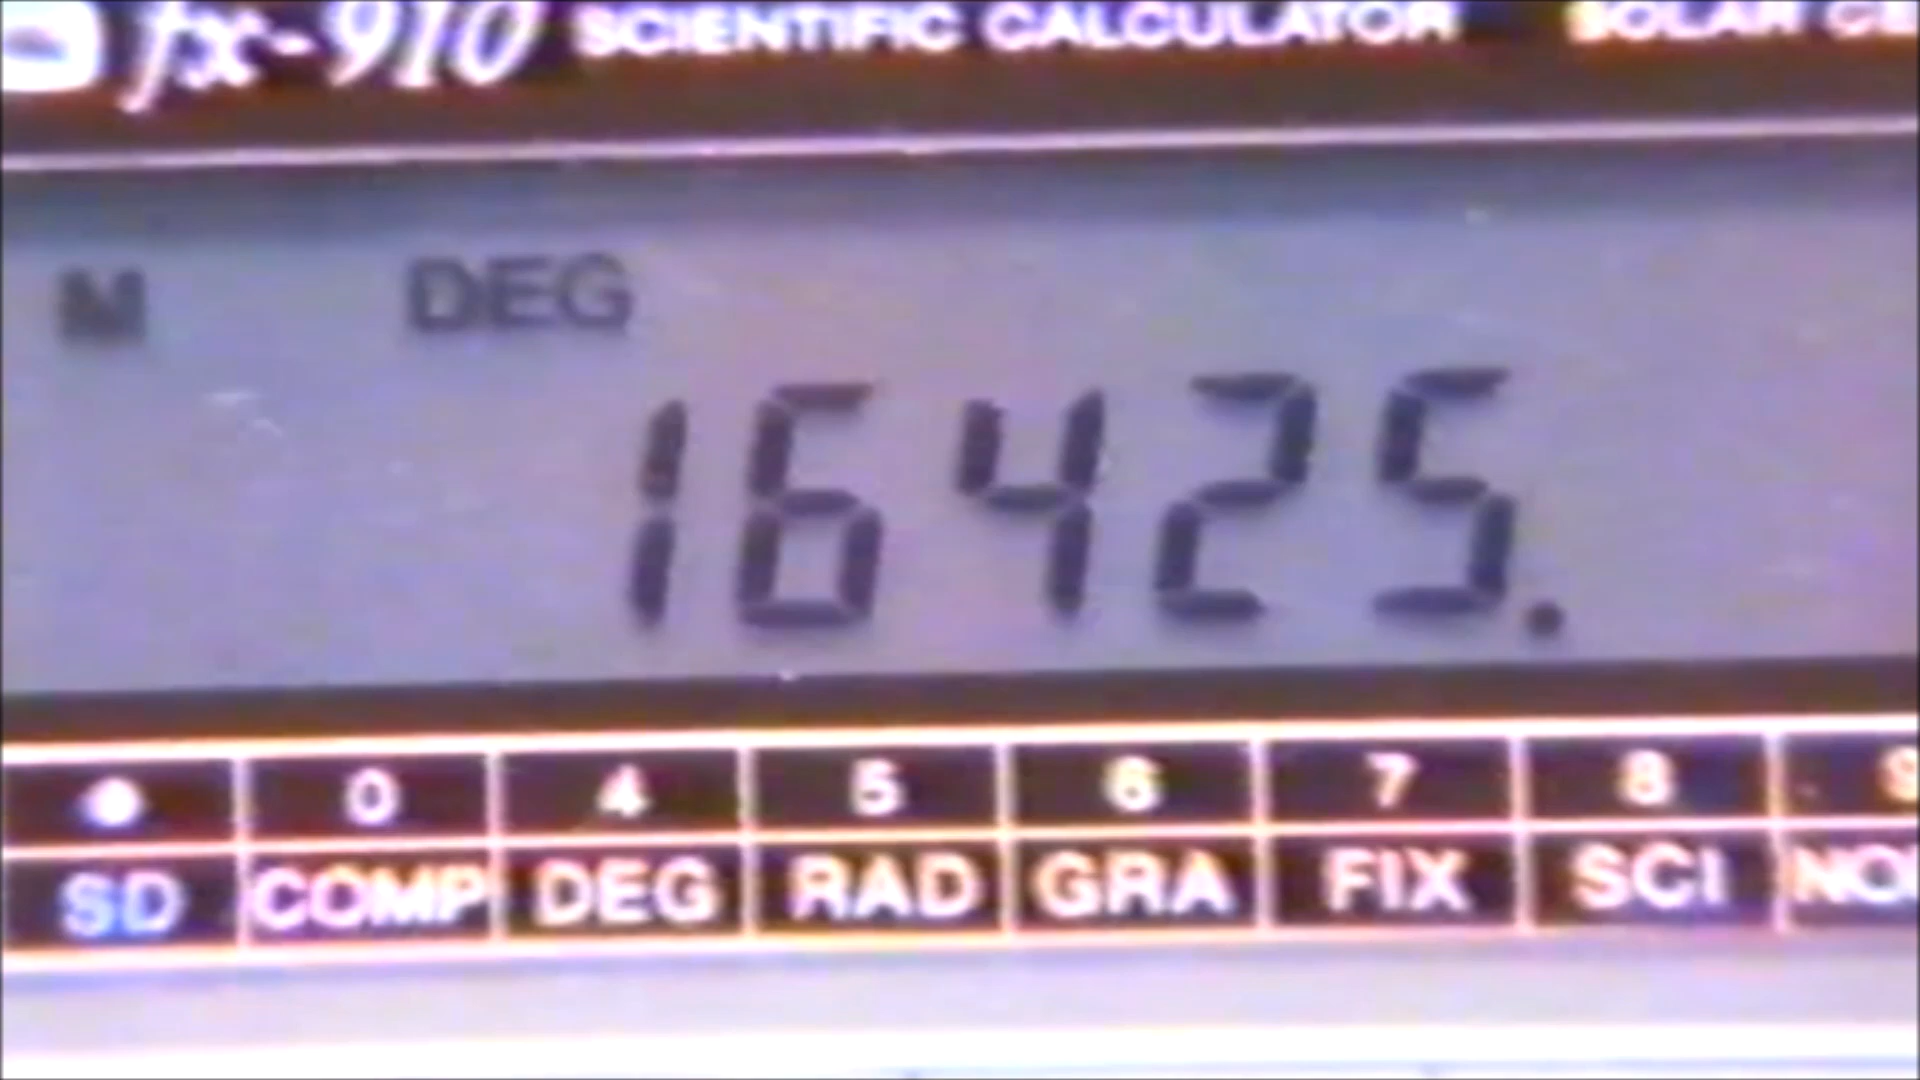 fx-910 SCIENTIFIC CALCULATOR SOLAR
M DEG
16425.
0 4 5 6 7 8
SD COMP DEG RAD GRA FIX SCI